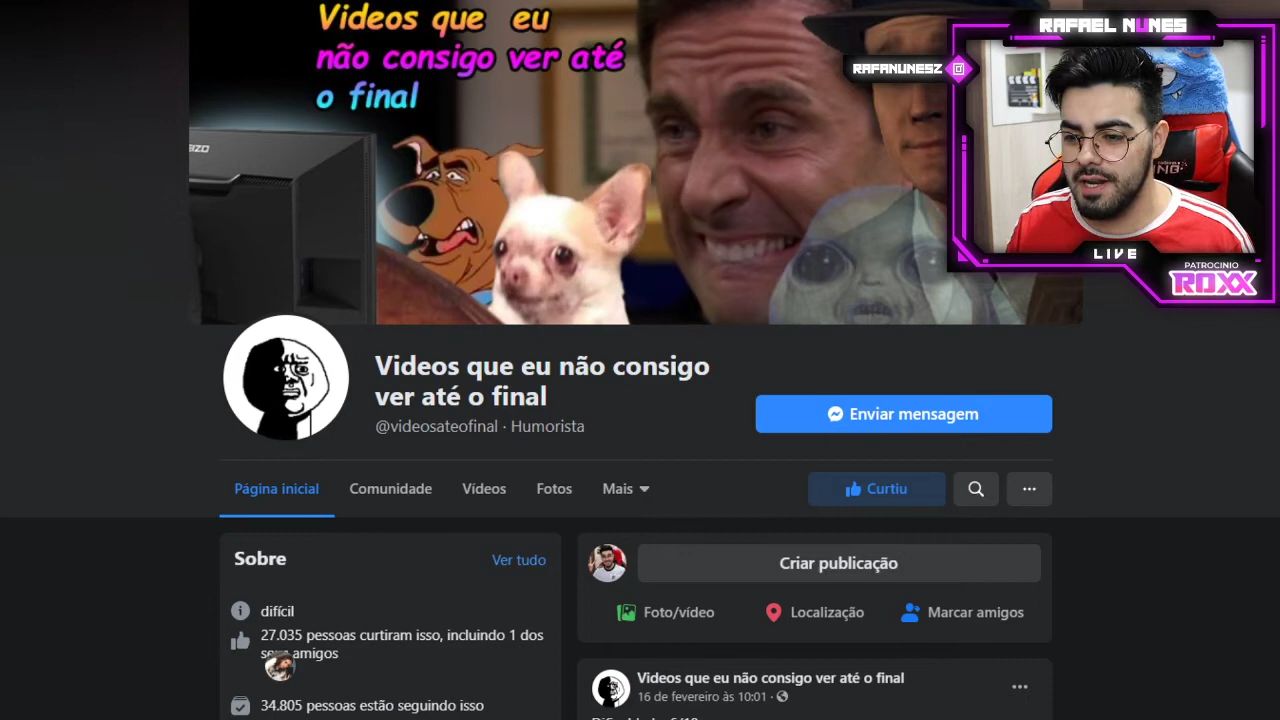 Videos que eu
não consigo ver até
o final
RAFAEL NUNES
RAFANUNESZ
LIVE
PATROCINIO
ROXX
Videos que eu não consigo
ver até o final
@videosateofinal · Humorista
Enviar mensagem
Página inicial
Comunidade
Vídeos
Fotos
Mais
Curtiu
Sobre
Ver tudo
difícil
27.035 pessoas curtiram isso, incluindo 1 dos
seus amigos
34.805 pessoas estão seguindo isso
Criar publicação
Foto/vídeo
Localização
Marcar amigos
Videos que eu não consigo ver até o final
16 de fevereiro às 10:01 ·